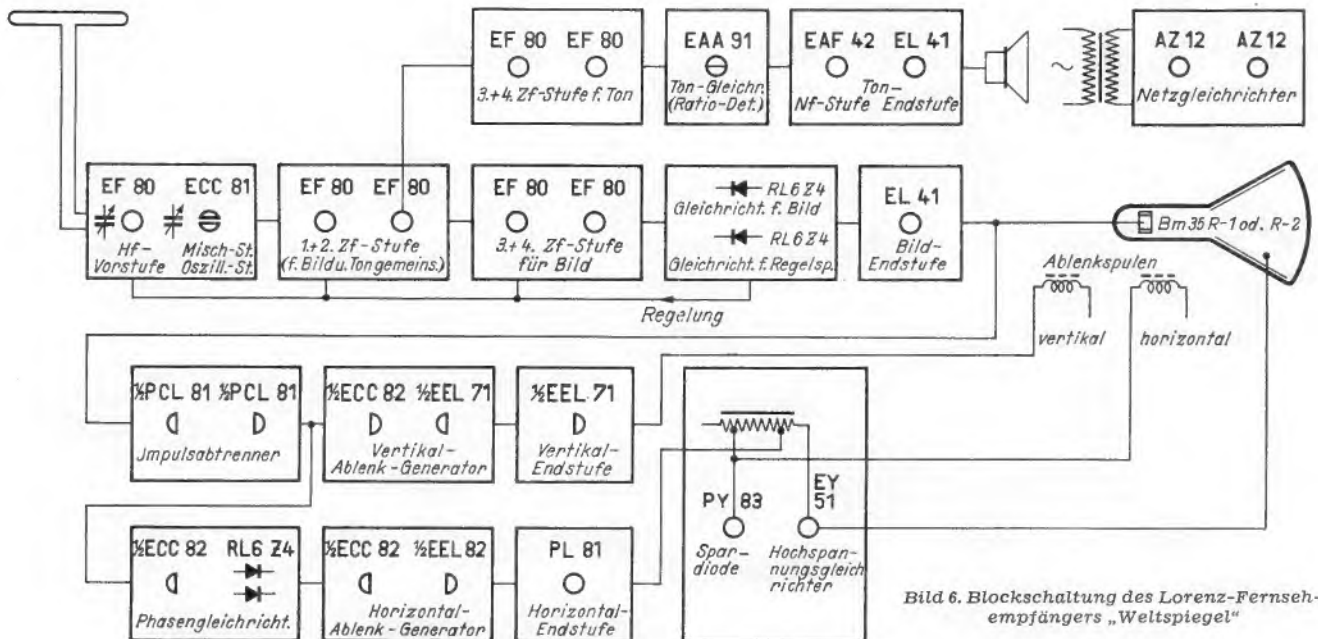 EF 80 EF 80
3.+4. Zf-Stufe f. Ton
EAA 91
Ton-Gleichr.
(Ratio-Det.)
EAF 42 EL 41
Ton-
Nf-Stufe Endstufe
AZ 12 AZ 12
Netzgleichrichter
EF 80 ECC 81
Hf-
Vorstufe
Misch-St.
Oszill.-St.
EF 80 EF 80
1.+2. Zf-Stufe
(f. Bild u. Ton gemeins.)
EF 80 EF 80
3.+4. Zf-Stufe
für Bild
RL6 Z4
Gleichricht. f. Bild
RL6 Z4
Gleichricht. f. Regelsp.
EL 41
Bild-
Endstufe
Bm 35 R-1 od. R-2
Regelung
Ablenkspulen
vertikal
horizontal
½PCL 81 ½PCL 81
Jmpulsabtrenner
½ECC 82 ½EEL 71
Vertikal-
Ablenk-Generator
½EEL 71
Vertikal-
Endstufe
PY 83
Spar-
diode
EY
51
Hochspan-
nungsgleich
richter
½ECC 82 RL6 Z4
Phasengleichricht.
½ECC 82 ½EEL 82
Horizontal-
Ablenk-Generator
PL 81
Horizontal-
Endstufe
Bild 6. Blockschaltung des Lorenz-Fernseh-
empfängers „Weltspiegel“